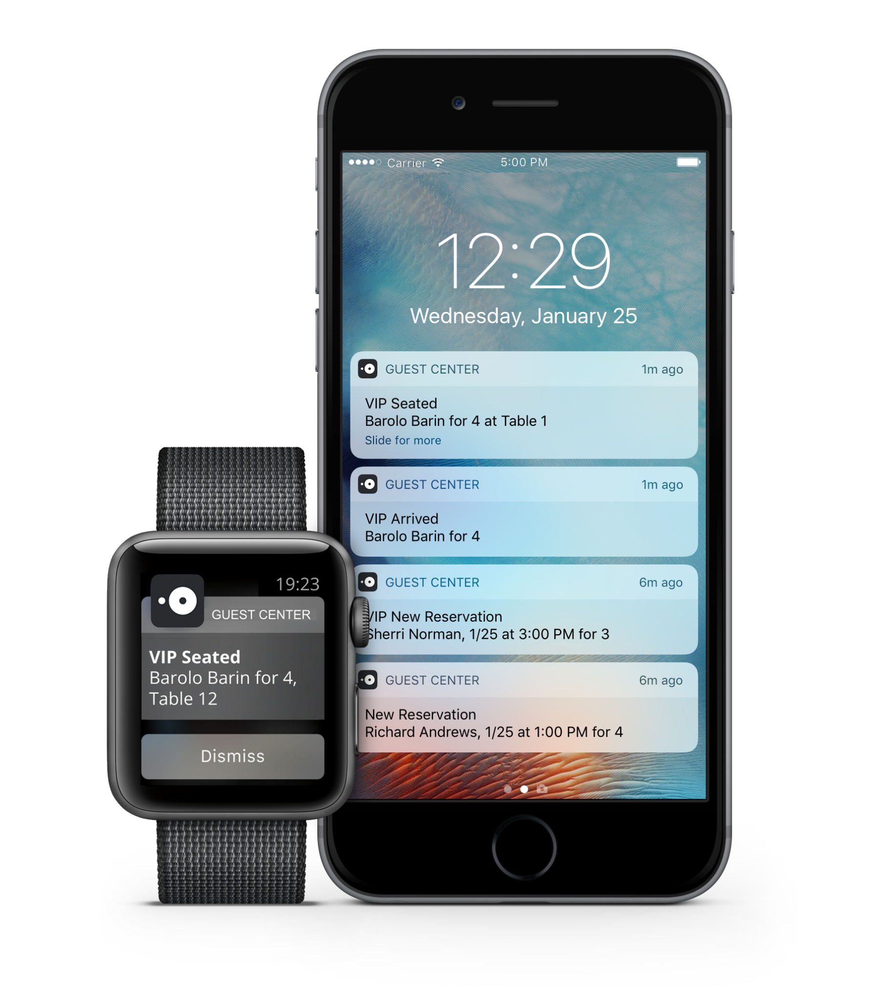 Carrier 5:00 PM
12:29
Wednesday, January 25
GUEST CENTER 1m ago
VIP Seated
Barolo Barin for 4 at Table 1
Slide for more
GUEST CENTER 1m ago
VIP Arrived
Barolo Barin for 4
GUEST CENTER 6m ago
VIP New Reservation
Sherri Norman, 1/25 at 3:00 PM for 3
GUEST CENTER 6m ago
New Reservation
Richard Andrews, 1/25 at 1:00 PM for 4
19:23
GUEST CENTER
VIP Seated
Barolo Barin for 4,
Table 12
Dismiss